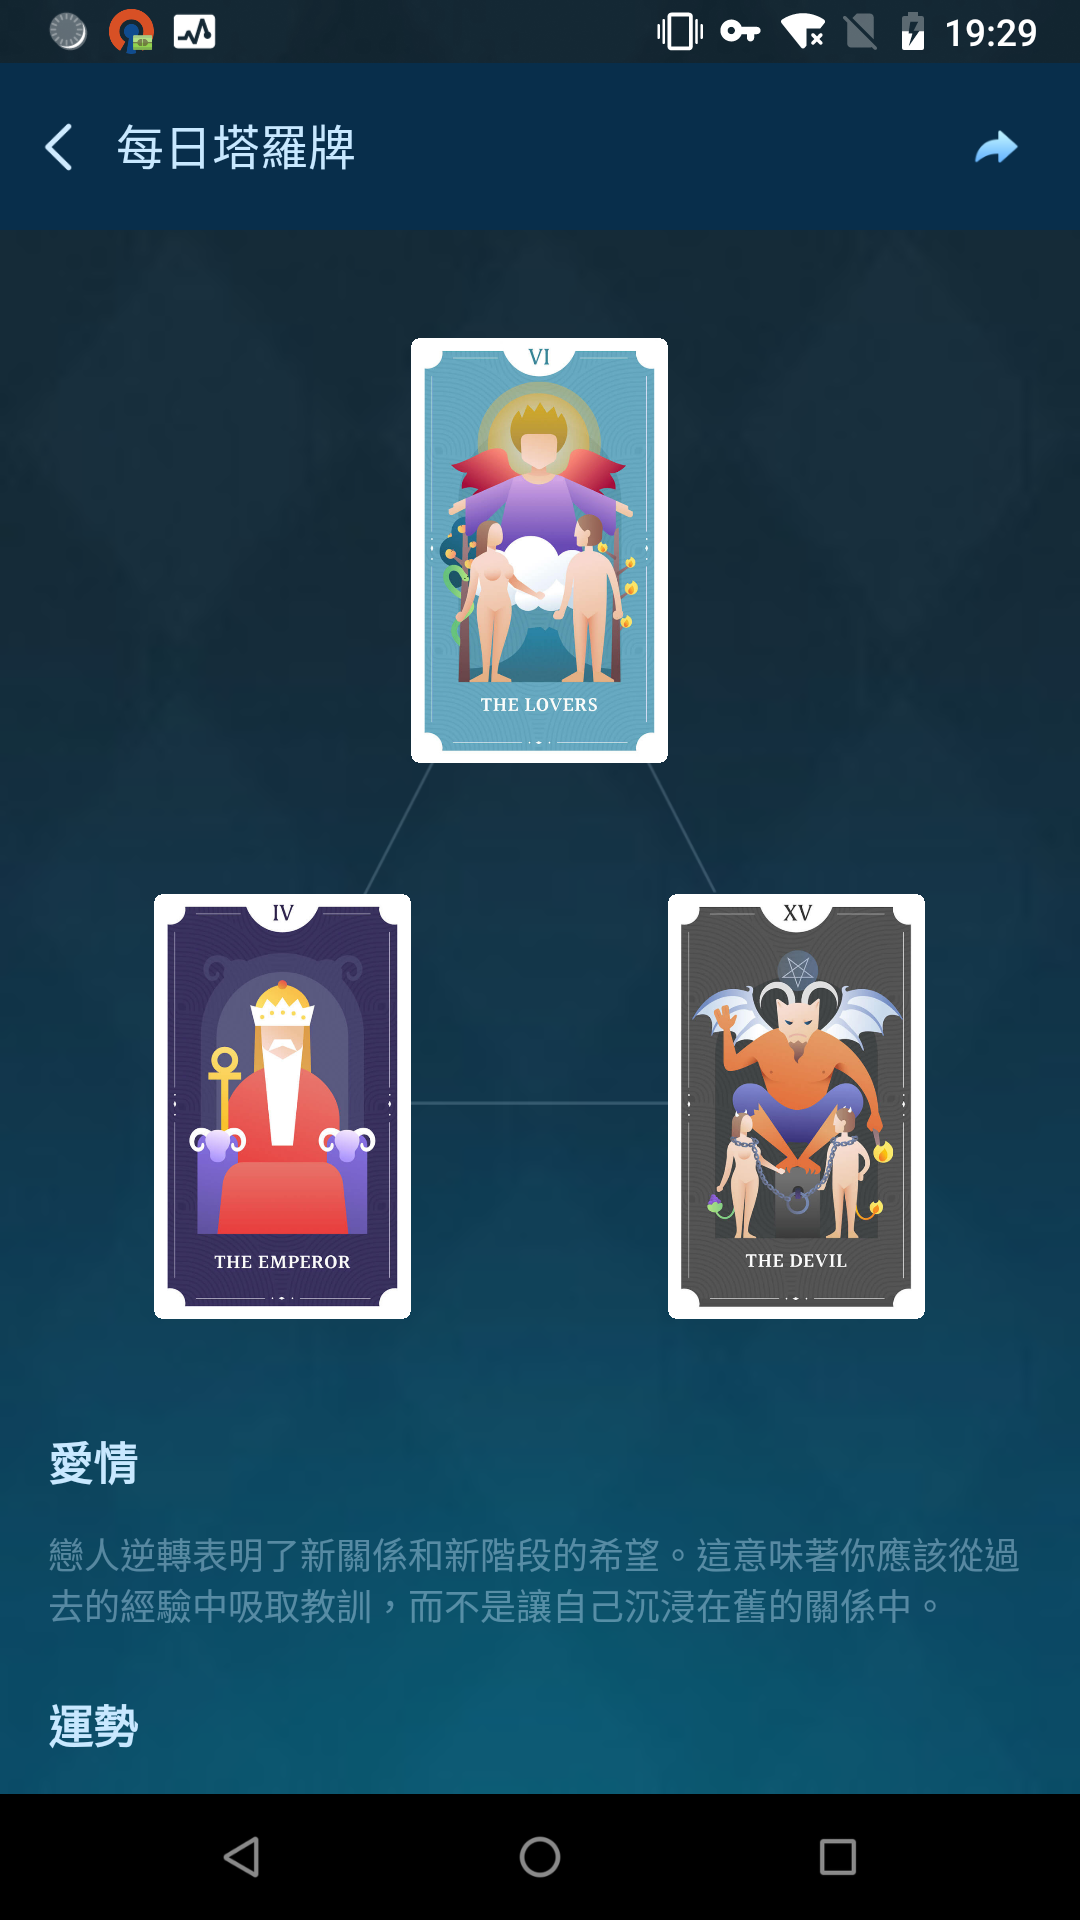 19:29
每日塔羅牌
VI
THE LOVERS
IV
THE EMPEROR
XV
THE DEVIL
愛情
戀人逆轉表明了新關係和新階段的希望。這意味著你應該從過
去的經驗中吸取教訓，而不是讓自己沉浸在舊的關係中。
運勢